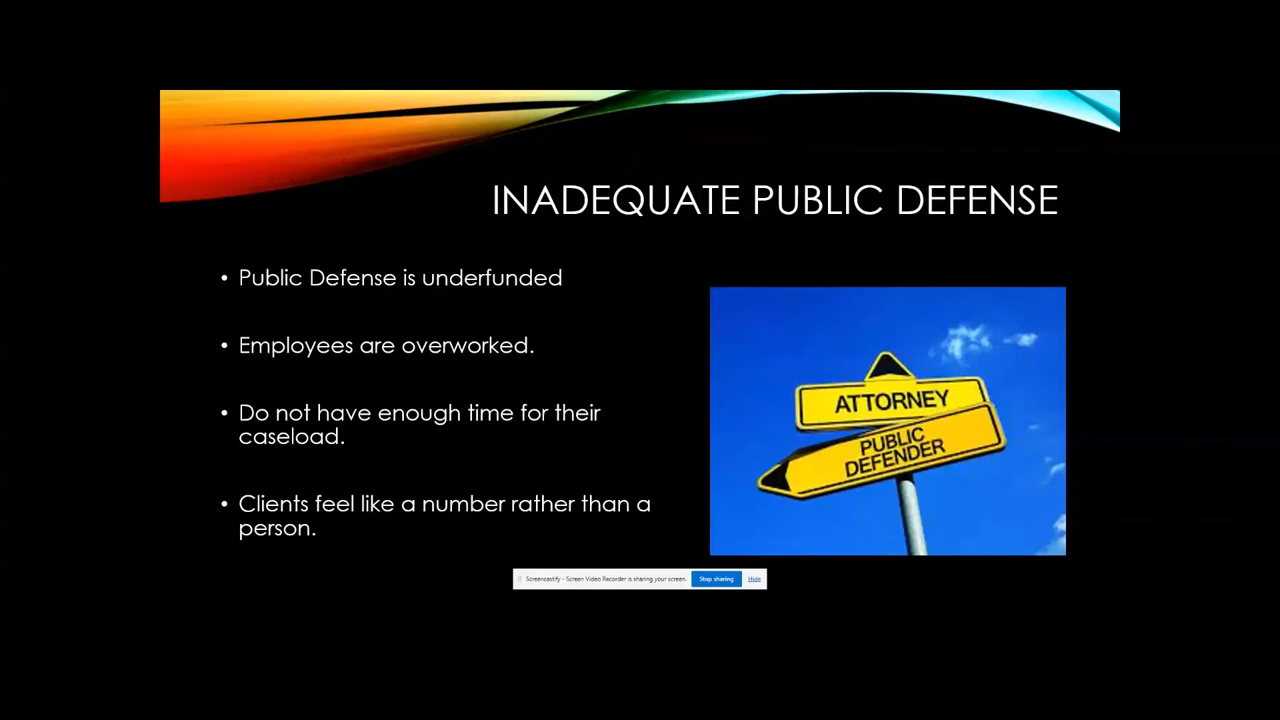 INADEQUATE PUBLIC DEFENSE
• Public Defense is underfunded
• Employees are overworked.
• Do not have enough time for their
caseload.
• Clients feel like a number rather than a
person.
ATTORNEY
PUBLIC
DEFENDER
Screencastify - Screen Video Recorder is sharing your screen. Stop sharing Hide